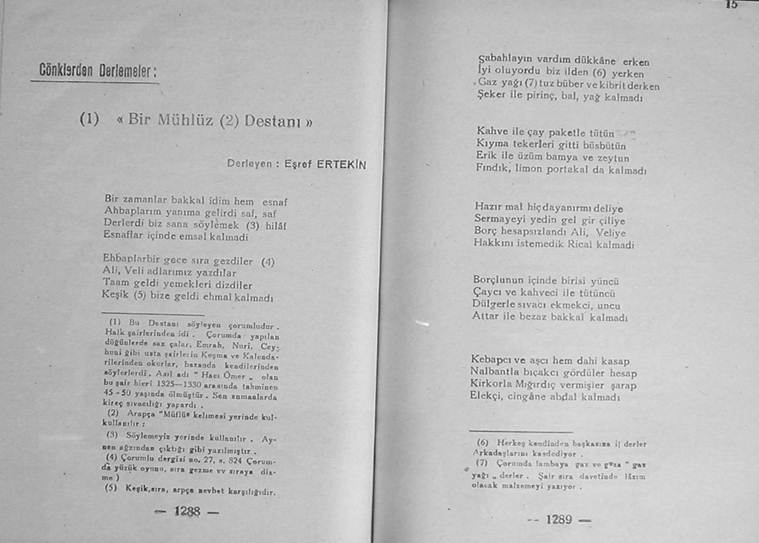 Cönklerden Derlemeler :
(1) « Bir Mühlüz (2) Destanı »
Derleyen : Eşref ERTEKİN
Bir zamanlar bakkal idim hem esnaf
Ahbaplarım yanıma gelirdi saf, saf
Derlerdi biz sana söylemek (3) hilâf
Esnaflar içinde emsal kalmadi
Ehbaplarbir gece sıra gezdiler (4)
Ali, Veli adlarımız yazdılar
Taam geldi yemekleri dizdiler
Keşik (5) bize geldi ehmal kalmadı
(1) Bu Destanı söyleyen çorumludur .
Halk şairlerinden idi . Çorumda yapılan
düğünlerde saz çalar, Emrah, Nuri, Cey-
huni gibi usta şairlerin Koşma ve Kalenda-
rilerinden okurlar, bazanda kendilerinden
söylerlerdi . Asıl adı " Hacı Ömer „ olan
bu şair hicri 1325—1330 arasında tahminen
45 - 50 yaşında ölmüştür . Son zamanlarda
kireç sıvacılığı yapardı .
(2) Arapça "Müflüs kelimesi yerinde kul-
kullanılır :
(3) Söylemeyiz yerinde kullanılır . Ay-
nen ağzından çıktığı gibi yazılmıştır .
(4) Çorumlu dergisi no. 27, s. 824 Çorum-
da yüzük oyunu, sıra gezme ve sıraya diz-
me )
(5) Keşik,sıra, arpça nevbet karşılığıdır.
— 1288 —
15
Sabahlayın vardım dükkâne erken
İyi oluyordu biz ilden (6) yerken
Gaz yağı (7) tuz büber ve kibrit derken
Şeker ile pirinç, bal, yağ kalmadı
Kahve ile çay paketle tütün
Kıyma tekerleri gitti büsbütün
Erik ile üzüm bamya ve zeytun
Fındık, limon portakal da kalmadı
Hazır mal hiçdayanırmı deliye
Sermayeyi yedin gel gir çiliye
Borç hesapsızlandı Ali, Veliye
Hakkını istemedik Rical kalmadi
Borçlunun içinde birisi yüncü
Çaycı ve kahveci ile tütüncü
Dülgerle sıvacı ekmekci, uncu
Attar ile bezaz bakkal kalmadı
Kebapcı ve aşcı hem dahi kasap
Nalbantla bıçakcı gördüler hesap
Kirkorla Mığırdıç vermişler şarap
Elekçi, cingâne abdal kalmadı
(6) Herkeş kendinden başkasına il derler
Arkadaşlarını kasdediyor .
(7) Çorumda lambaya gaz ve gaza " gaz
yağı „ derler . Şair sıra davetinde lâzım
olacak malzemeyi yazıyor .
-- 1289 —